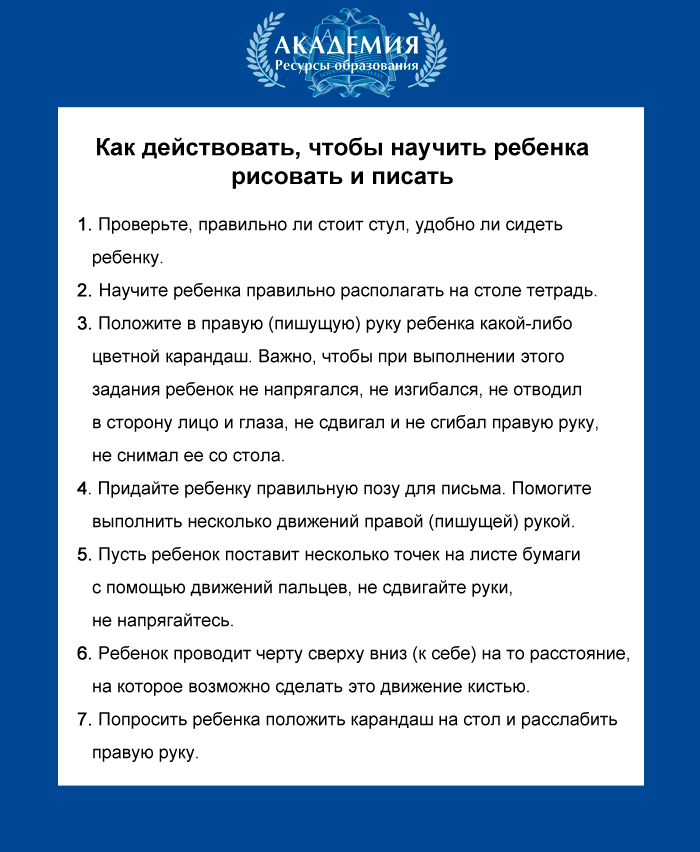 АКАДЕМИЯ
Ресурсы образования
Как действовать, чтобы научить ребенка
рисовать и писать
1. Проверьте, правильно ли стоит стул, удобно ли сидеть
ребенку.
2. Научите ребенка правильно располагать на столе тетрадь.
3. Положите в правую (пишущую) руку ребенка какой-либо
цветной карандаш. Важно, чтобы при выполнении этого
задания ребенок не напрягался, не изгибался, не отводил
в сторону лицо и глаза, не сдвигал и не сгибал правую руку,
не снимал ее со стола.
4. Придайте ребенку правильную позу для письма. Помогите
выполнить несколько движений правой (пишущей) рукой.
5. Пусть ребенок поставит несколько точек на листе бумаги
с помощью движений пальцев, не сдвигайте руки,
не напрягайтесь.
6. Ребенок проводит черту сверху вниз (к себе) на то расстояние,
на которое возможно сделать это движение кистью.
7. Попросить ребенка положить карандаш на стол и расслабить
правую руку.